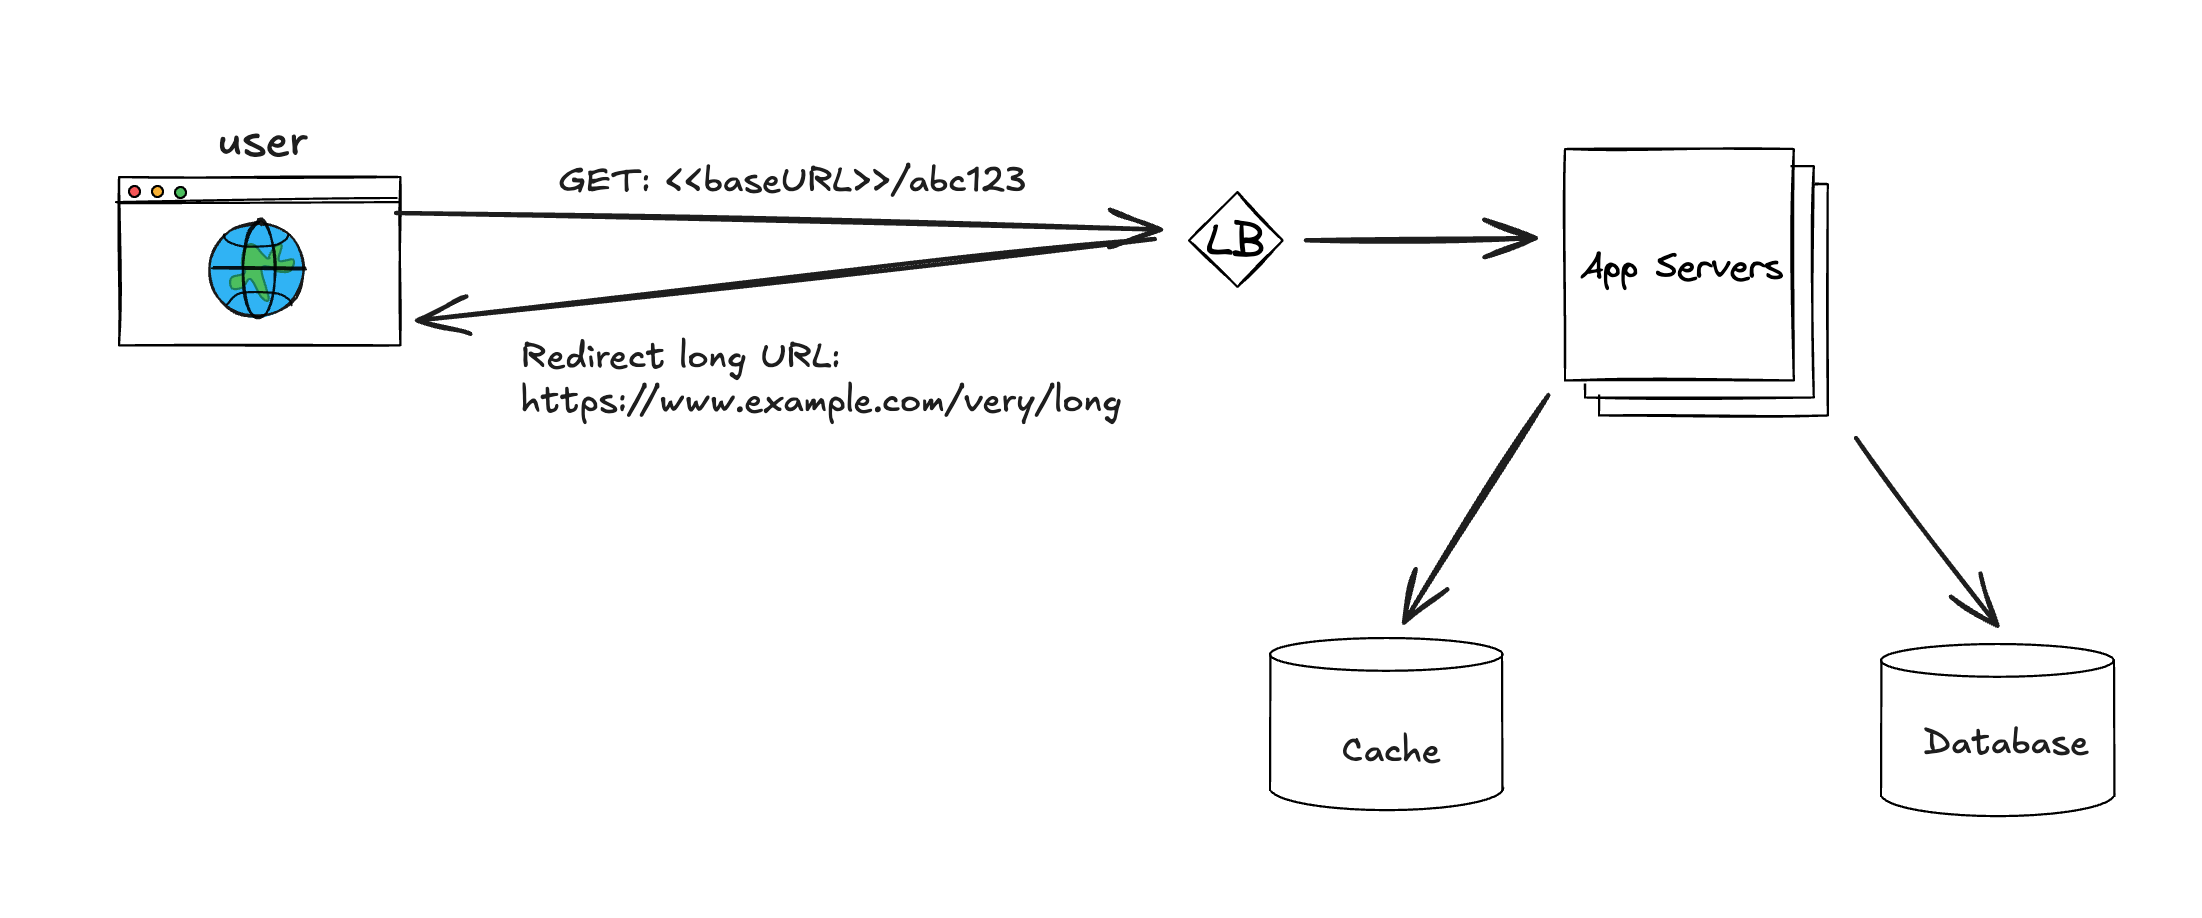 user
GET: <<baseURL>>/abc123
LB
App Servers
Redirect long URL:
https://www.example.com/very/long
Cache
Database